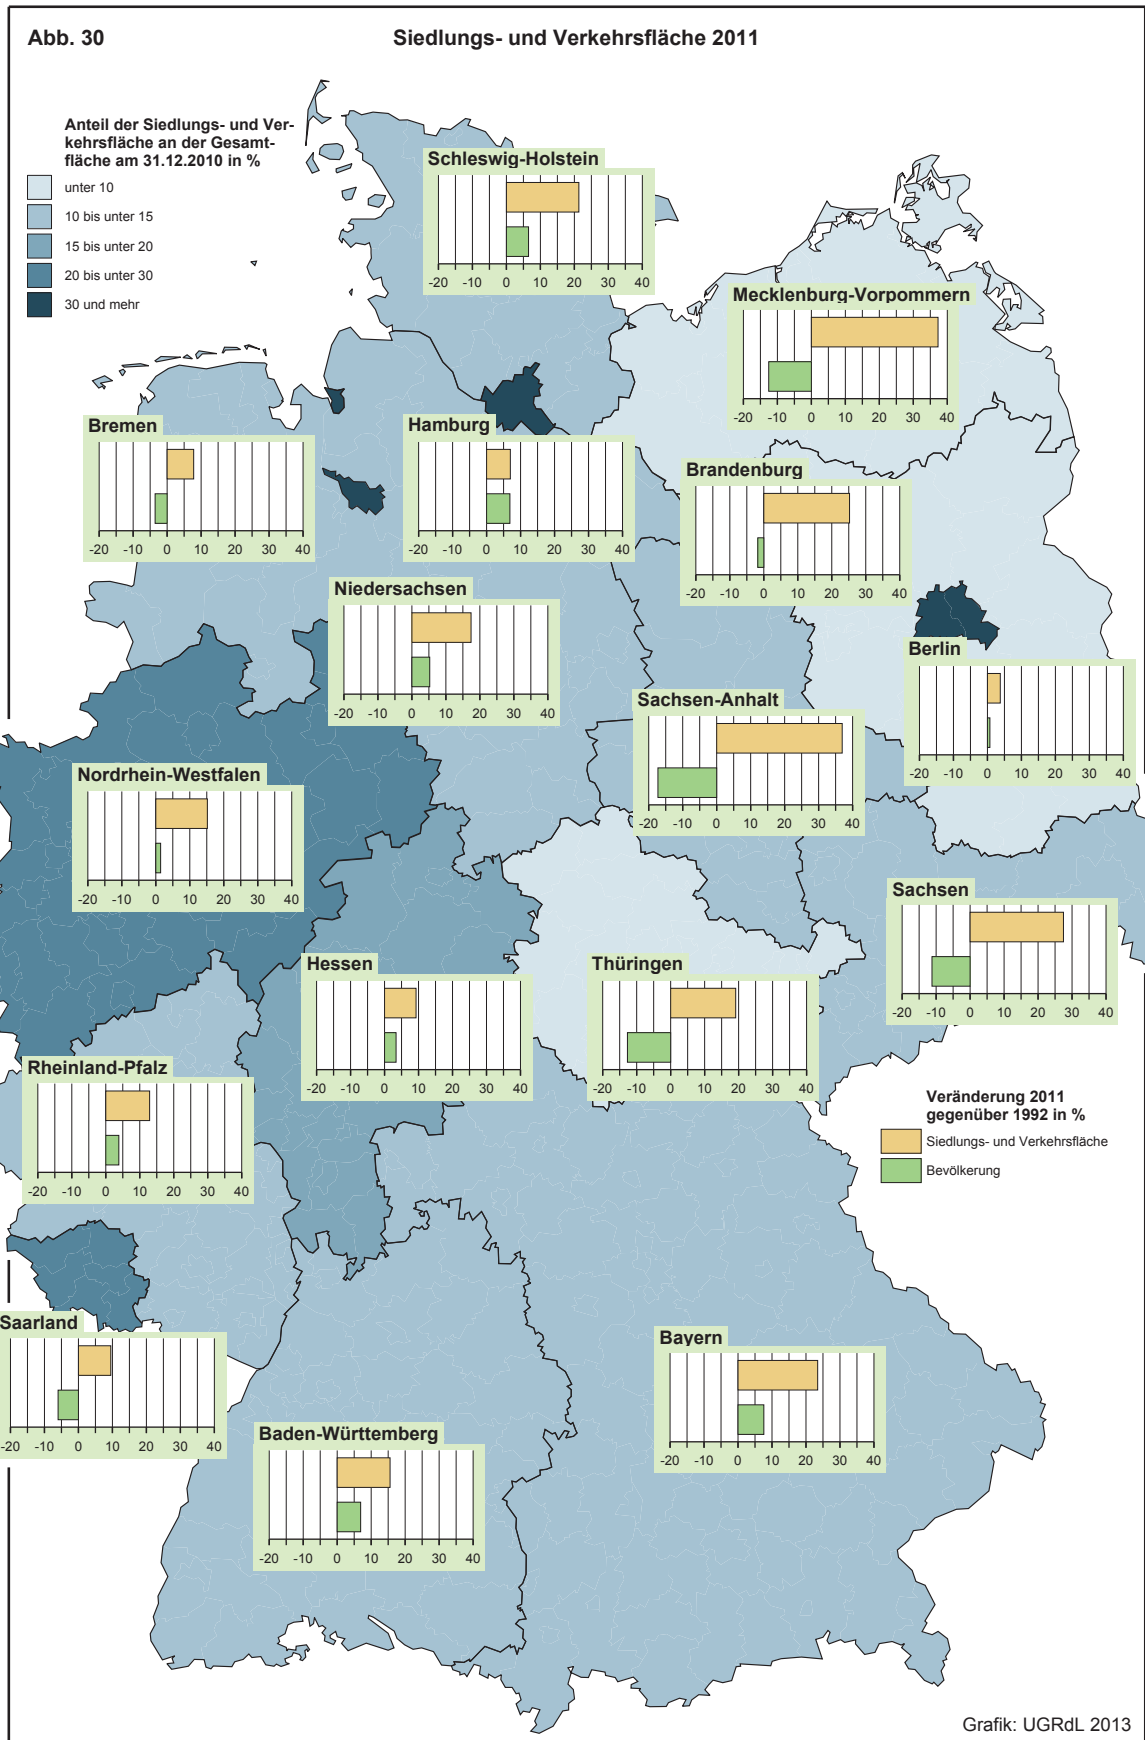 Abb. 30
Siedlungs- und Verkehrsfläche 2011
Anteil der Siedlungs- und Ver-
kehrsfläche an der Gesamt-
fläche am 31.12.2010 in %
unter 10
10 bis unter 15
15 bis unter 20
20 bis unter 30
30 und mehr
Schleswig-Holstein
-20 -10 0 10 20 30 40
Mecklenburg-Vorpommern
-20 -10 0 10 20 30 40
Bremen
-20 -10 0 10 20 30 40
Hamburg
-20 -10 0 10 20 30 40
Brandenburg
-20 -10 0 10 20 30 40
Niedersachsen
-20 -10 0 10 20 30 40
Berlin
-20 -10 0 10 20 30 40
Sachsen-Anhalt
-20 -10 0 10 20 30 40
Nordrhein-Westfalen
-20 -10 0 10 20 30 40
Sachsen
-20 -10 0 10 20 30 40
Hessen
-20 -10 0 10 20 30 40
Thüringen
-20 -10 0 10 20 30 40
Rheinland-Pfalz
-20 -10 0 10 20 30 40
Veränderung 2011
gegenüber 1992 in %
Siedlungs- und Verkehrsfläche
Bevölkerung
Saarland
-20 -10 0 10 20 30 40
Bayern
-20 -10 0 10 20 30 40
Baden-Württemberg
-20 -10 0 10 20 30 40
Grafik: UGRdL 2013